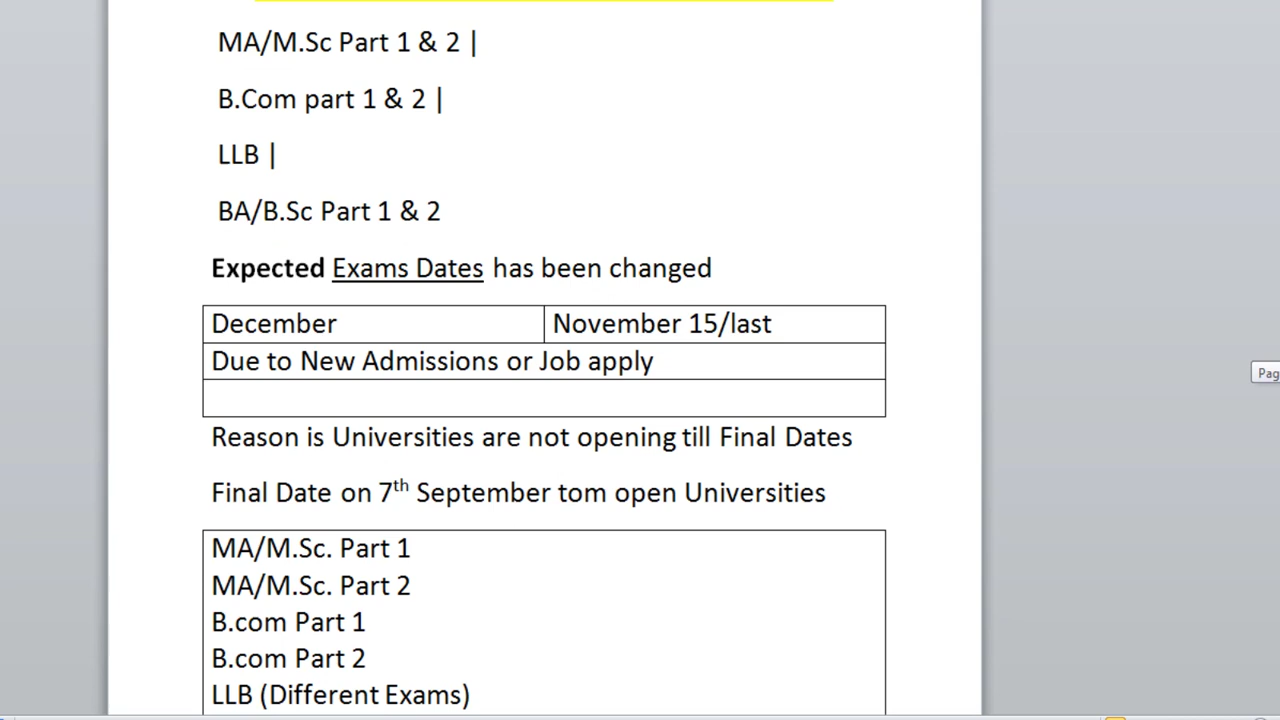 MA/M.Sc Part 1 & 2 |
B.Com part 1 & 2 |
LLB |
BA/B.Sc Part 1 & 2
Expected Exams Dates has been changed
December November 15/last
Due to New Admissions or Job apply
Reason is Universities are not opening till Final Dates
Final Date on 7th September tom open Universities
MA/M.Sc. Part 1
MA/M.Sc. Part 2
B.com Part 1
B.com Part 2
LLB (Different Exams)
Pag